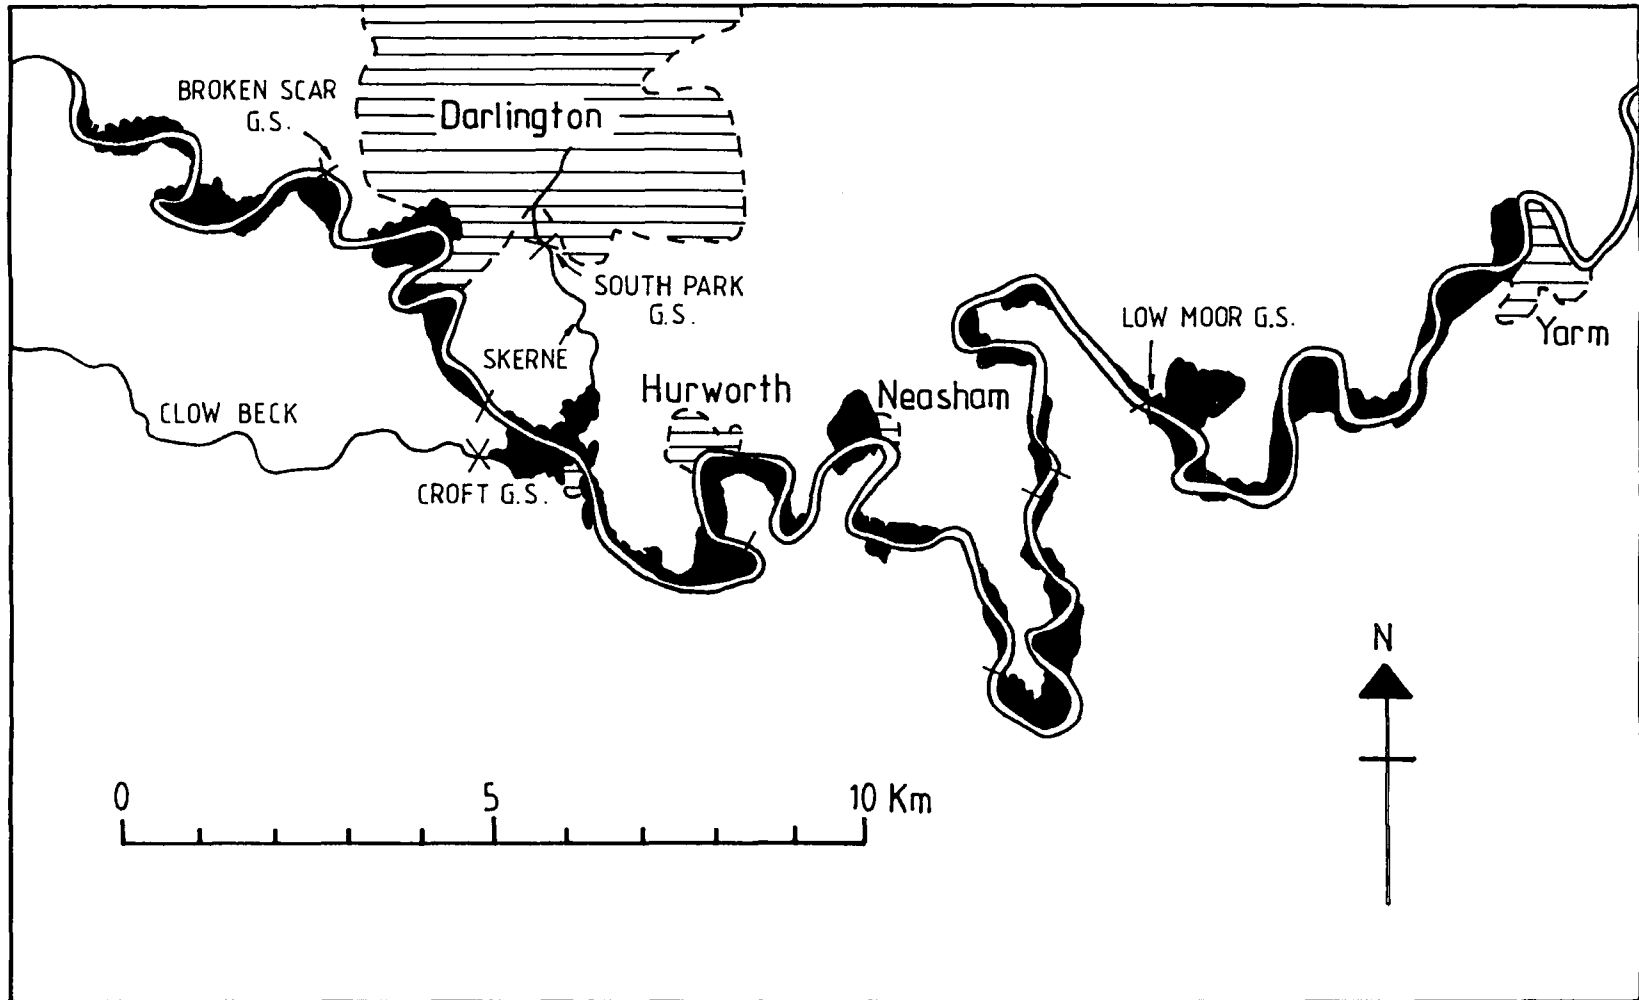 BROKEN SCAR
G.S.
Darlington
SOUTH PARK
G.S.
SKERNE
LOW MOOR G.S.
Yarm
Hurworth
Neasham
CLOW BECK
CROFT G.S.
N
0 5 10 Km